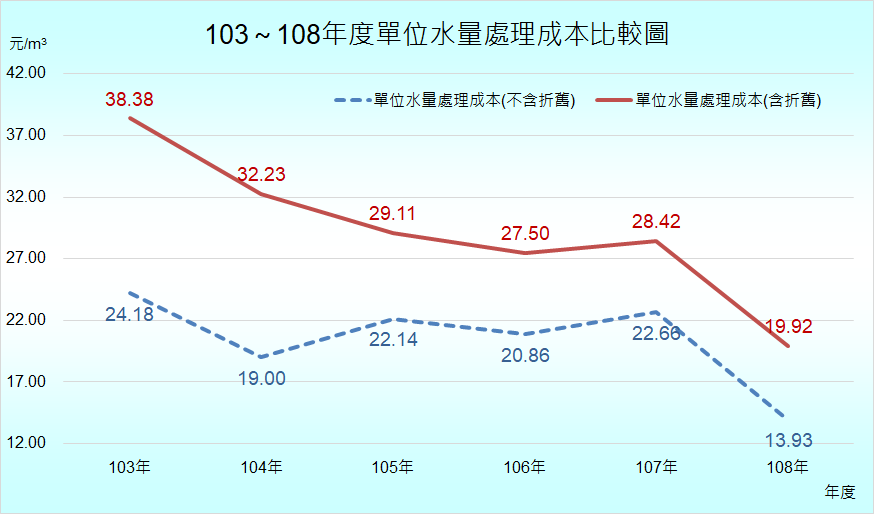 103～108年度單位水量處理成本比較圖
元/m³
42.00
37.00
32.00
27.00
22.00
17.00
12.00
單位水量處理成本(不含折舊)
單位水量處理成本(含折舊)
38.38
32.23
29.11
27.50
28.42
19.92
24.18
19.00
22.14
20.86
22.66
13.93
103年
104年
105年
106年
107年
108年
年度